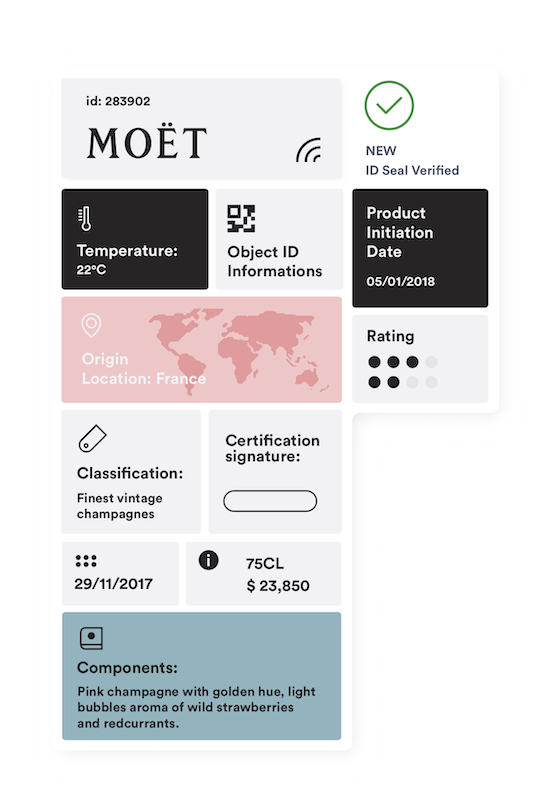 id: 283902
MOËT
NEW
ID Seal Verified
Temperature:
22°C
Object ID
Informations
Product
Initiation
Date
05/01/2018
Origin
Location: France
Rating
Classification:
Finest vintage
champagnes
Certification
signature:
29/11/2017
75CL
$ 23,850
Components:
Pink champagne with golden hue, light
bubbles aroma of wild strawberries
and redcurrants.